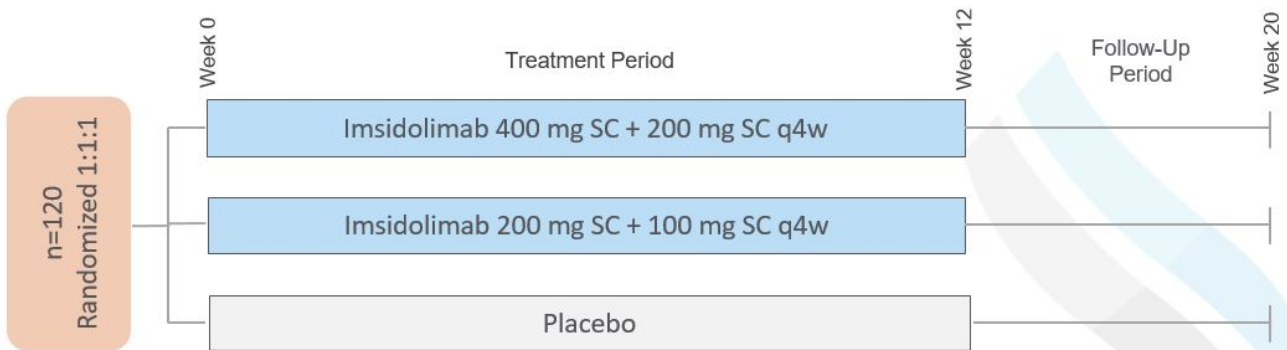 Week 0
Treatment Period
Week 12
Follow-Up
Period
Week 20
n=120
Randomized 1:1:1
Imsidolimab 400 mg SC + 200 mg SC q4w
Imsidolimab 200 mg SC + 100 mg SC q4w
Placebo